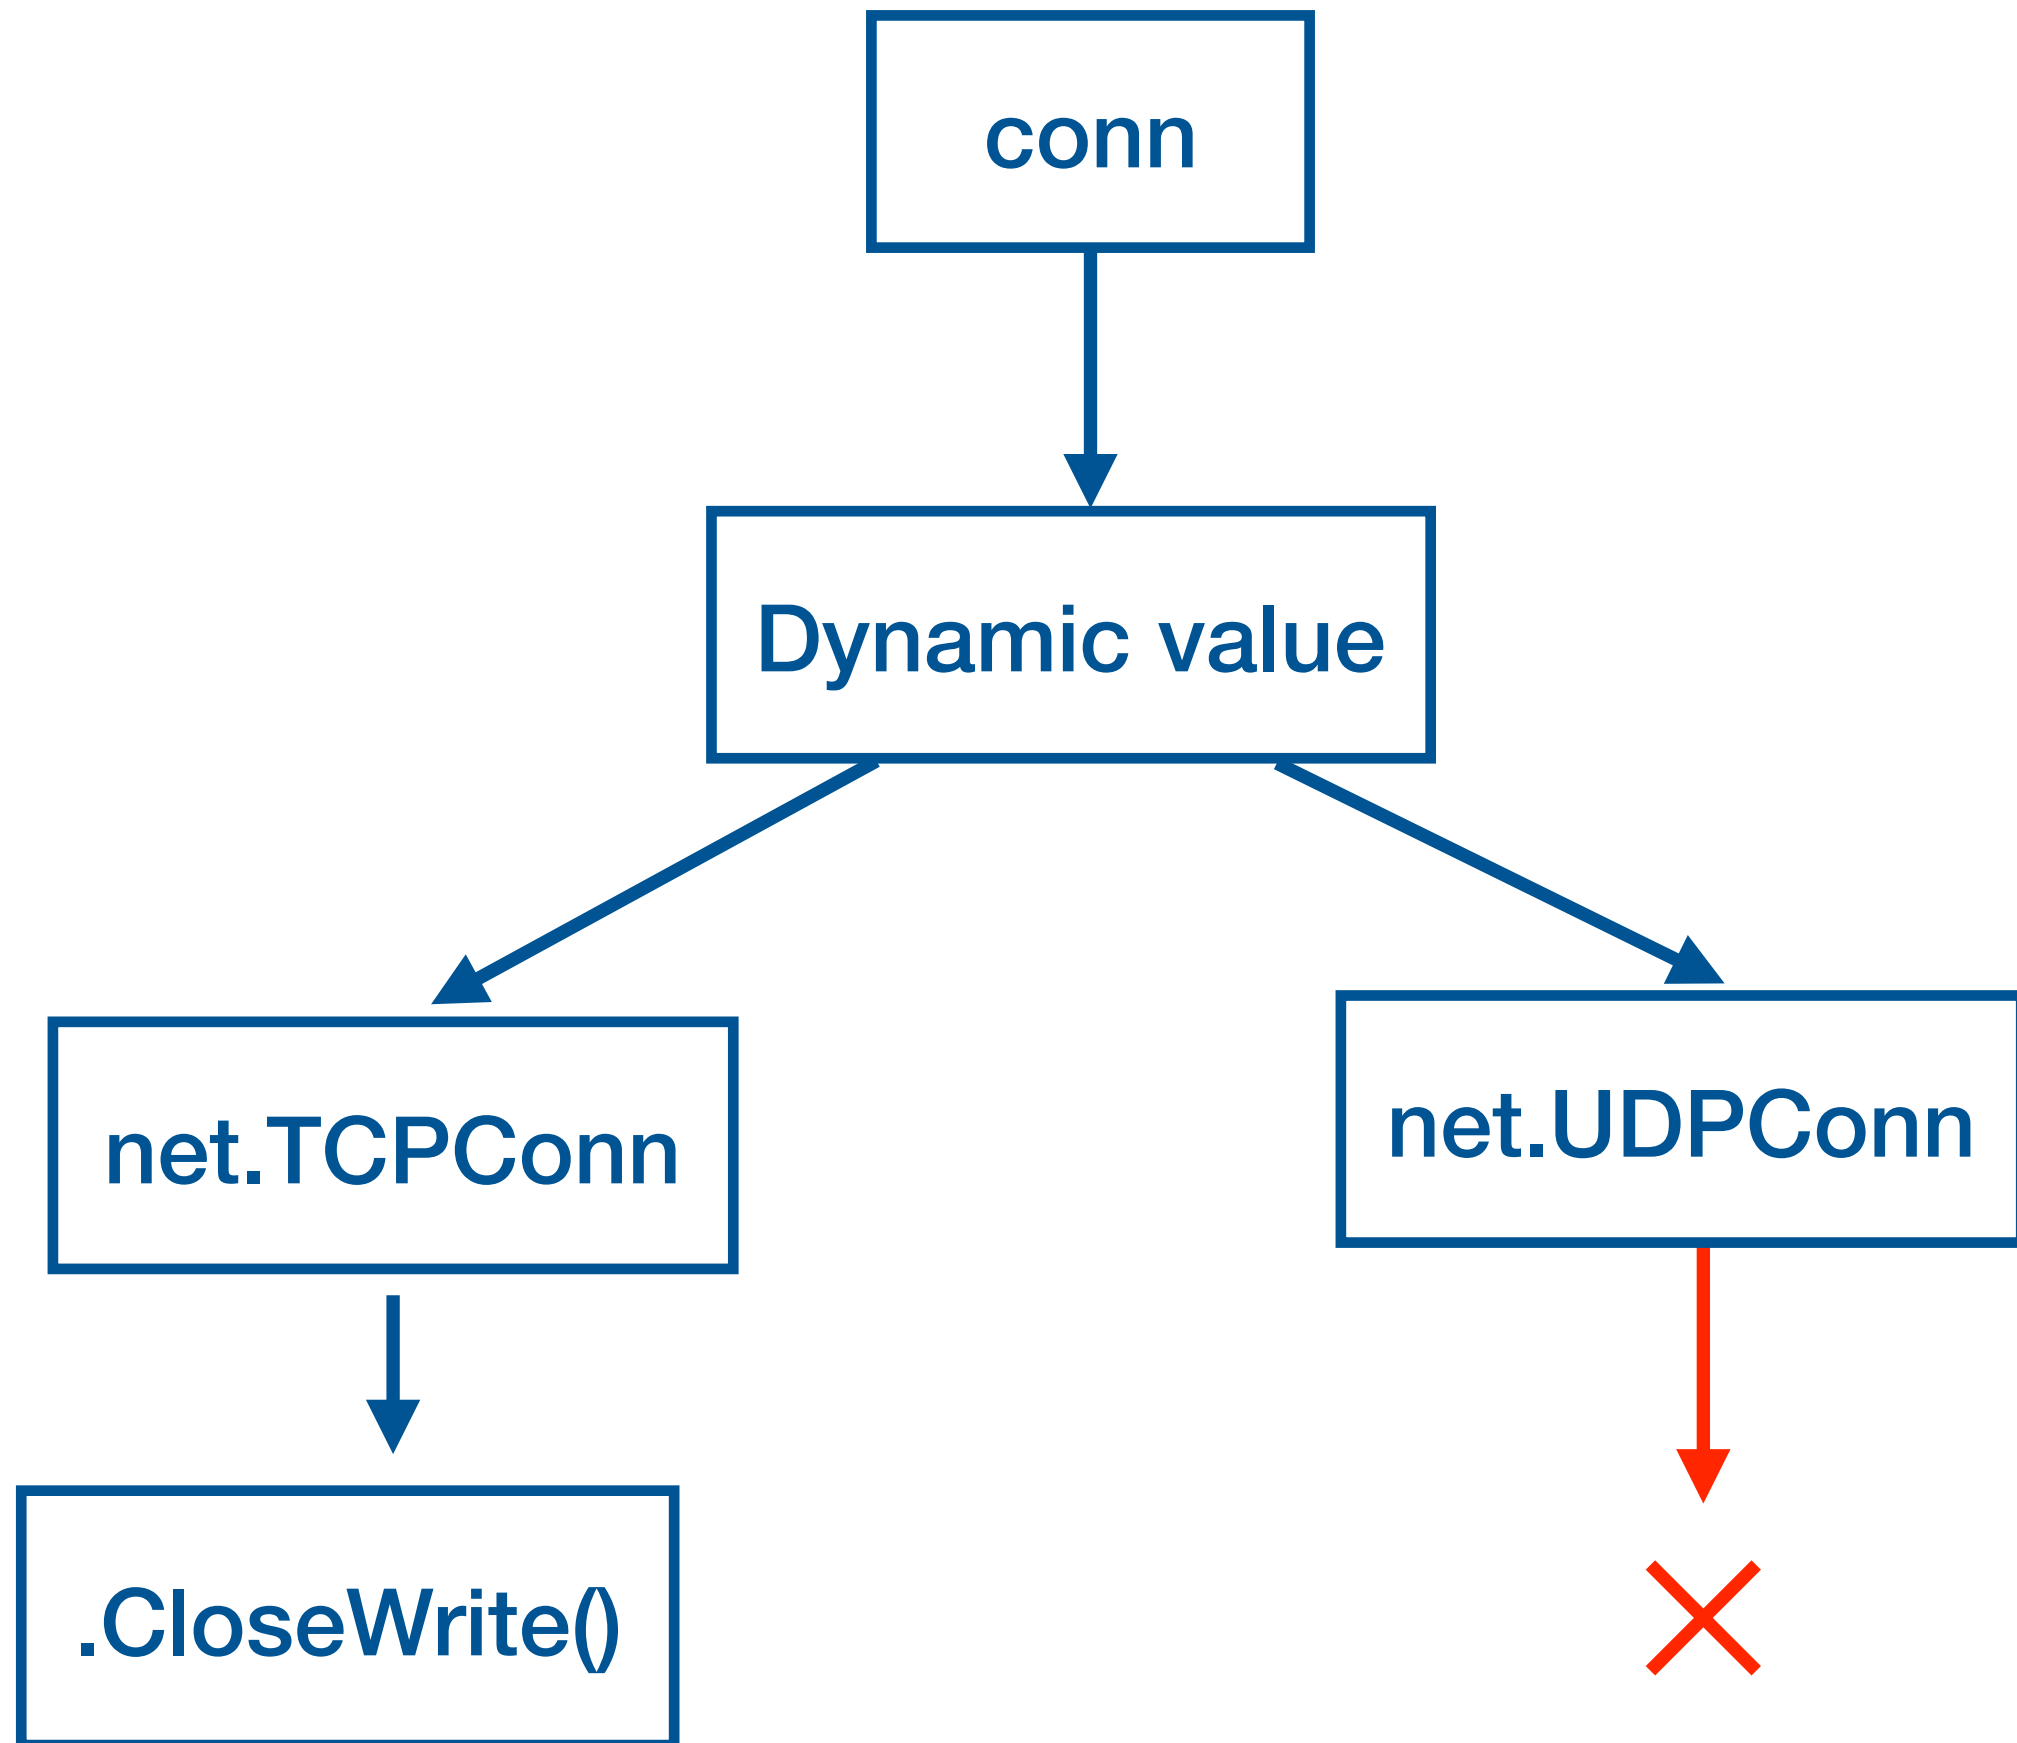 conn
Dynamic value
net.TCPConn
net.UDPConn
.CloseWrite()